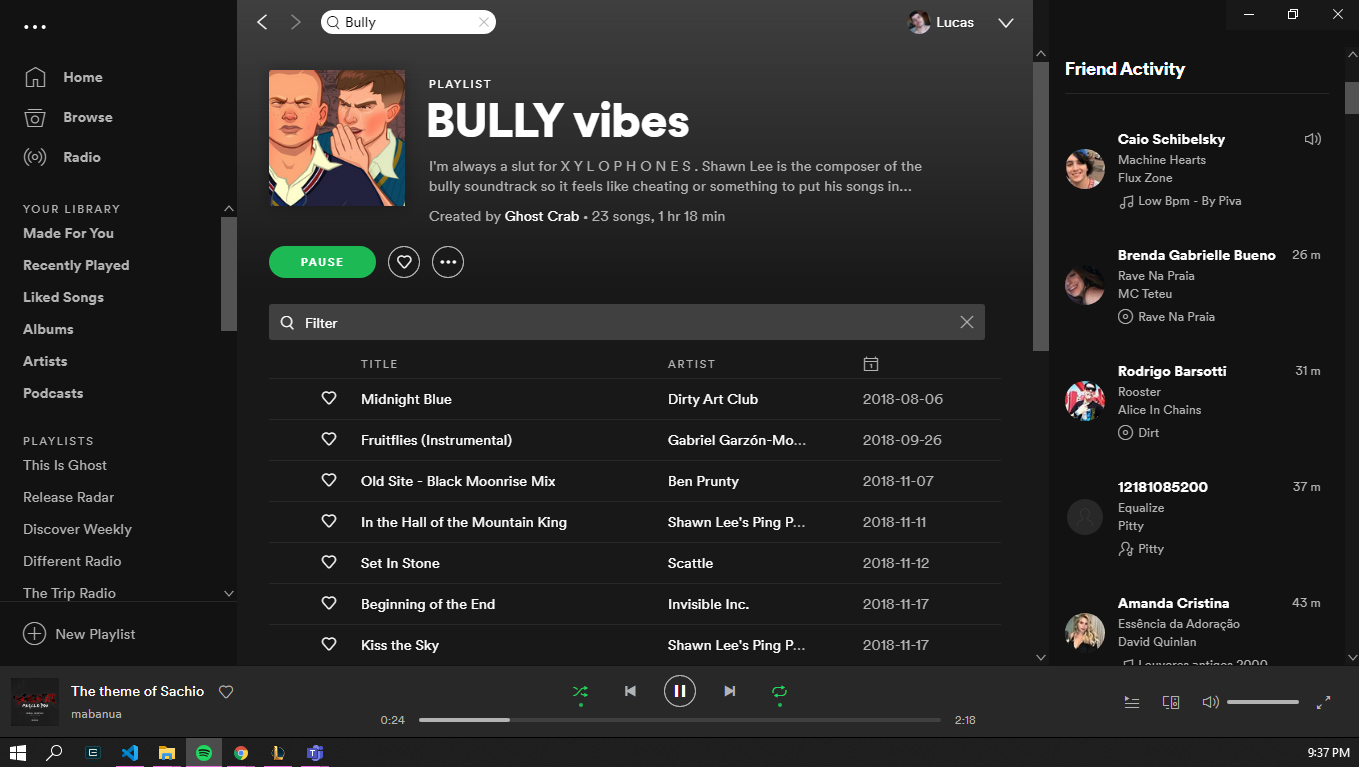 Bully
Lucas
Home
Browse
Radio
YOUR LIBRARY
Made For You
Recently Played
Liked Songs
Albums
Artists
Podcasts
PLAYLISTS
This Is Ghost
Release Radar
Discover Weekly
Different Radio
The Trip Radio
New Playlist
PLAYLIST
BULLY vibes
I'm always a slut for X Y L O P H O N E S . Shawn Lee is the composer of the
bully soundtrack so it feels like cheating or something to put his songs in...
Created by Ghost Crab • 23 songs, 1 hr 18 min
PAUSE
Filter
TITLE ARTIST
Midnight Blue Dirty Art Club 2018-08-06
Fruitflies (Instrumental) Gabriel Garzón-Mo... 2018-09-26
Old Site - Black Moonrise Mix Ben Prunty 2018-11-07
In the Hall of the Mountain King Shawn Lee's Ping P... 2018-11-11
Set In Stone Scattle 2018-11-12
Beginning of the End Invisible Inc. 2018-11-17
Kiss the Sky Shawn Lee's Ping P... 2018-11-17
Friend Activity
Caio Schibelsky
Machine Hearts
Flux Zone
Low Bpm - By Piva
Brenda Gabrielle Bueno 26 m
Rave Na Praia
MC Teteu
Rave Na Praia
Rodrigo Barsotti 31 m
Rooster
Alice In Chains
Dirt
12181085200 37 m
Equalize
Pitty
Pitty
Amanda Cristina 43 m
Essência da Adoração
David Quinlan
Louvores antigos 2000
The theme of Sachio
mabanua
0:24 2:18
9:37 PM